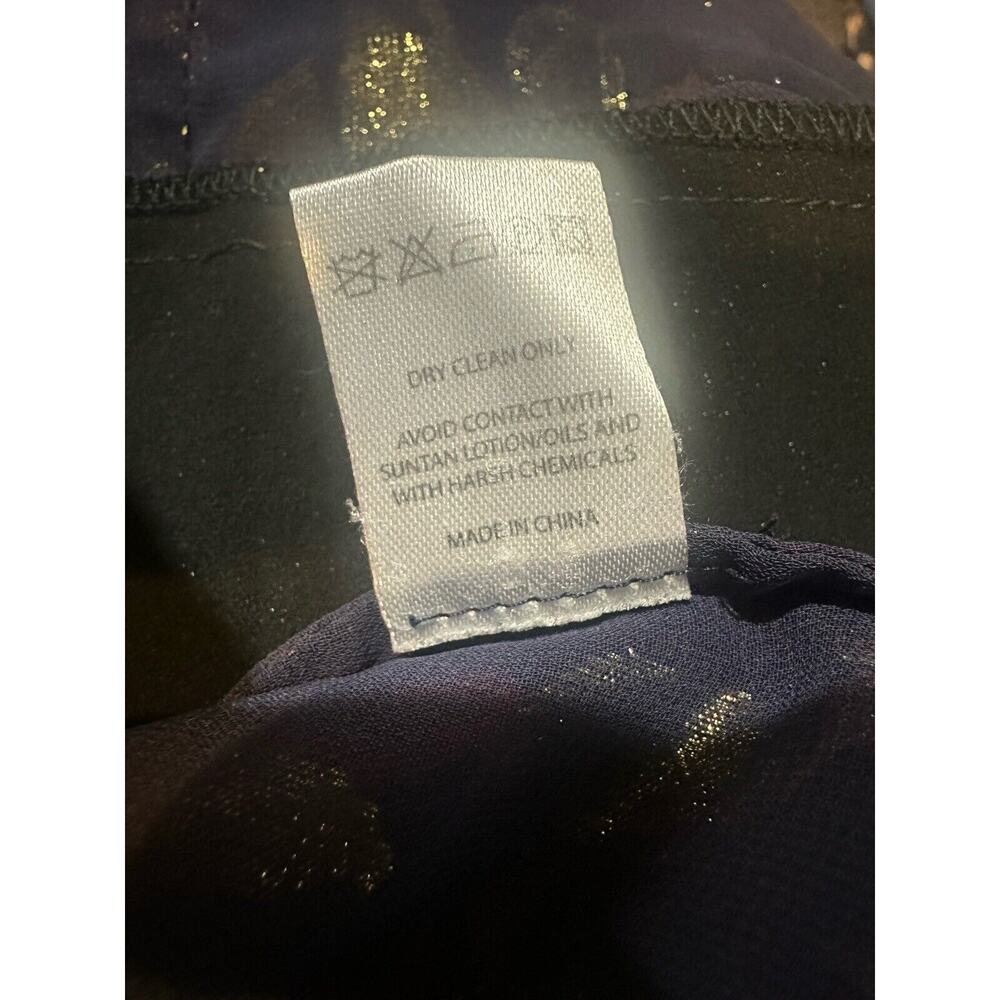 DRY CLEAN ONLY
AVOID CONTACT WITH
SUNTAN LOTION/OILS AND
WITH HARSH CHEMICALS
MADE IN CHINA